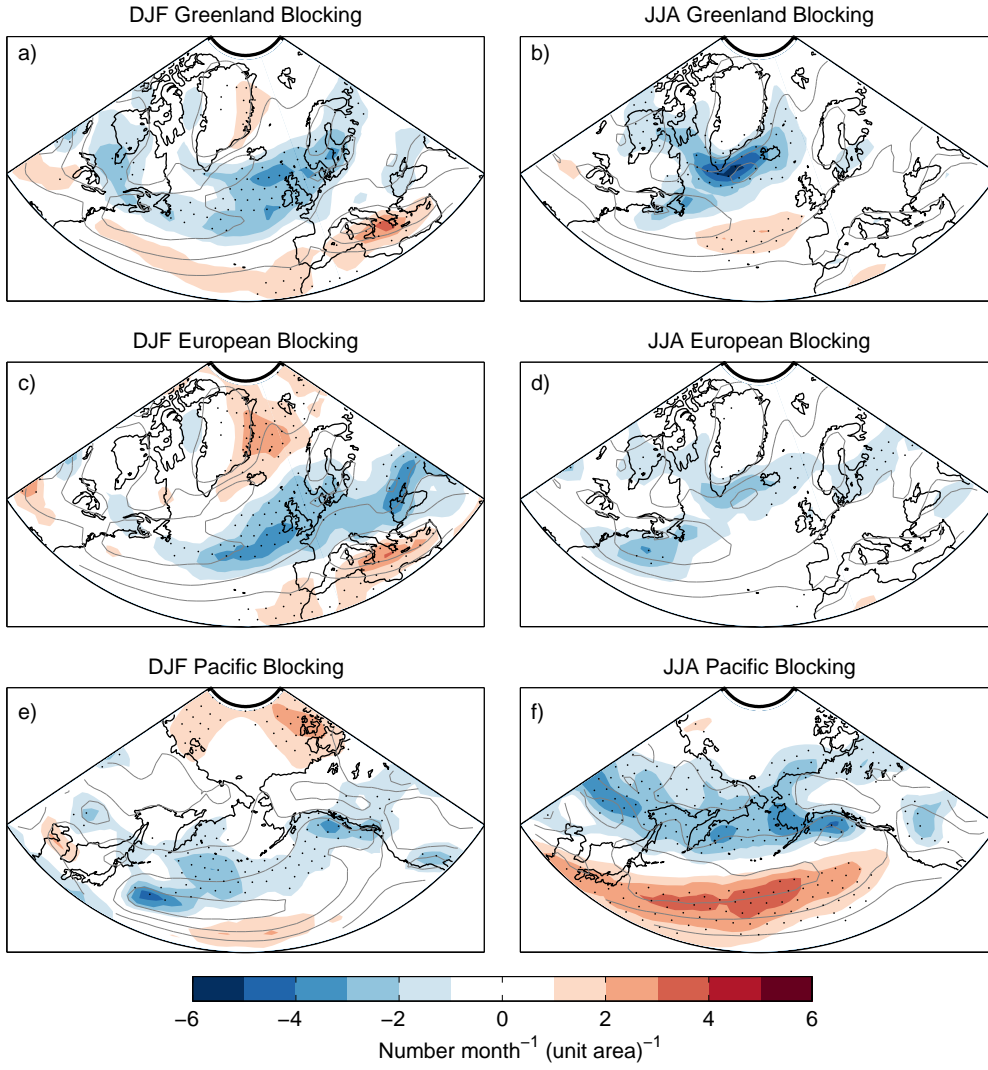 DJF Greenland Blocking
JJA Greenland Blocking
a)
b)
DJF European Blocking
JJA European Blocking
c)
d)
DJF Pacific Blocking
JJA Pacific Blocking
e)
f)
−6 −4 −2 0 2 4 6
Number month⁻¹ (unit area)⁻¹